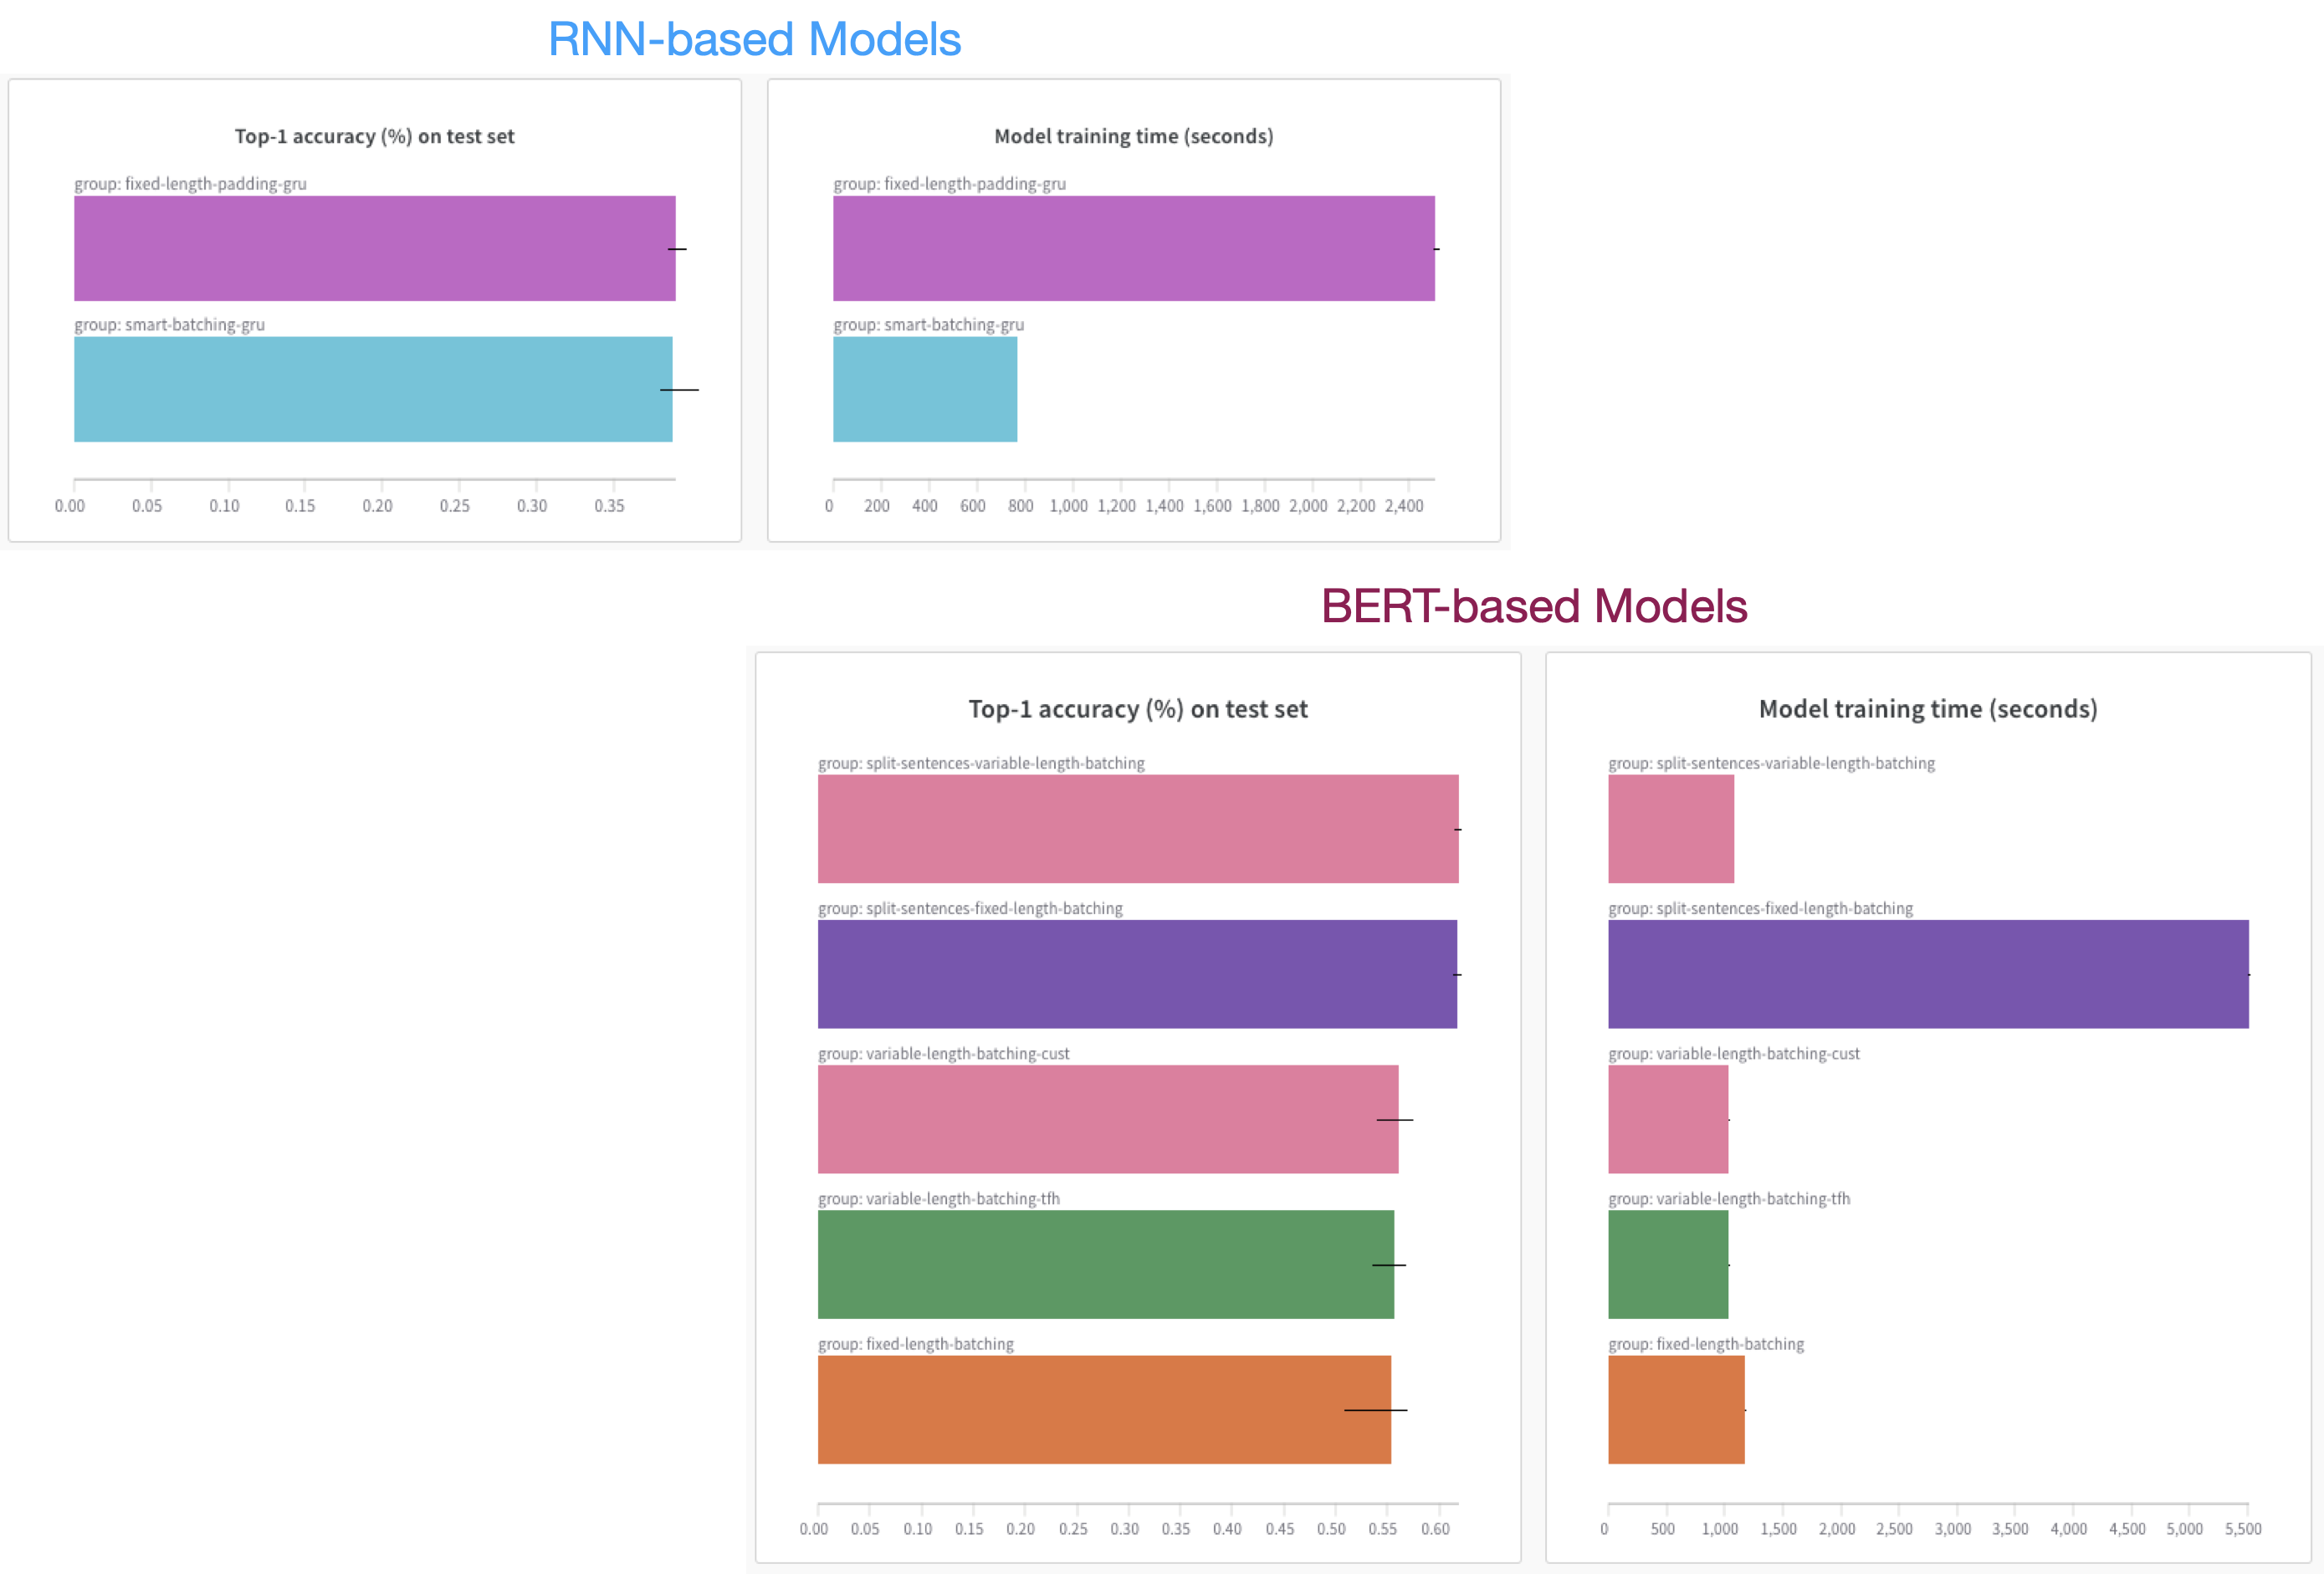 RNN-based Models
Top-1 accuracy (%) on test set
group: fixed-length-padding-gru
group: smart-batching-gru
0.00 0.05 0.10 0.15 0.20 0.25 0.30 0.35
Model training time (seconds)
group: fixed-length-padding-gru
group: smart-batching-gru
0 200 400 600 800 1,000 1,200 1,400 1,600 1,800 2,000 2,200 2,400
BERT-based Models
Top-1 accuracy (%) on test set
group: split-sentences-variable-length-batching
group: split-sentences-fixed-length-batching
group: variable-length-batching-cust
group: variable-length-batching-tfh
group: fixed-length-batching
0.00 0.05 0.10 0.15 0.20 0.25 0.30 0.35 0.40 0.45 0.50 0.55 0.60
Model training time (seconds)
group: split-sentences-variable-length-batching
group: split-sentences-fixed-length-batching
group: variable-length-batching-cust
group: variable-length-batching-tfh
group: fixed-length-batching
0 500 1,000 1,500 2,000 2,500 3,000 3,500 4,000 4,500 5,000 5,500